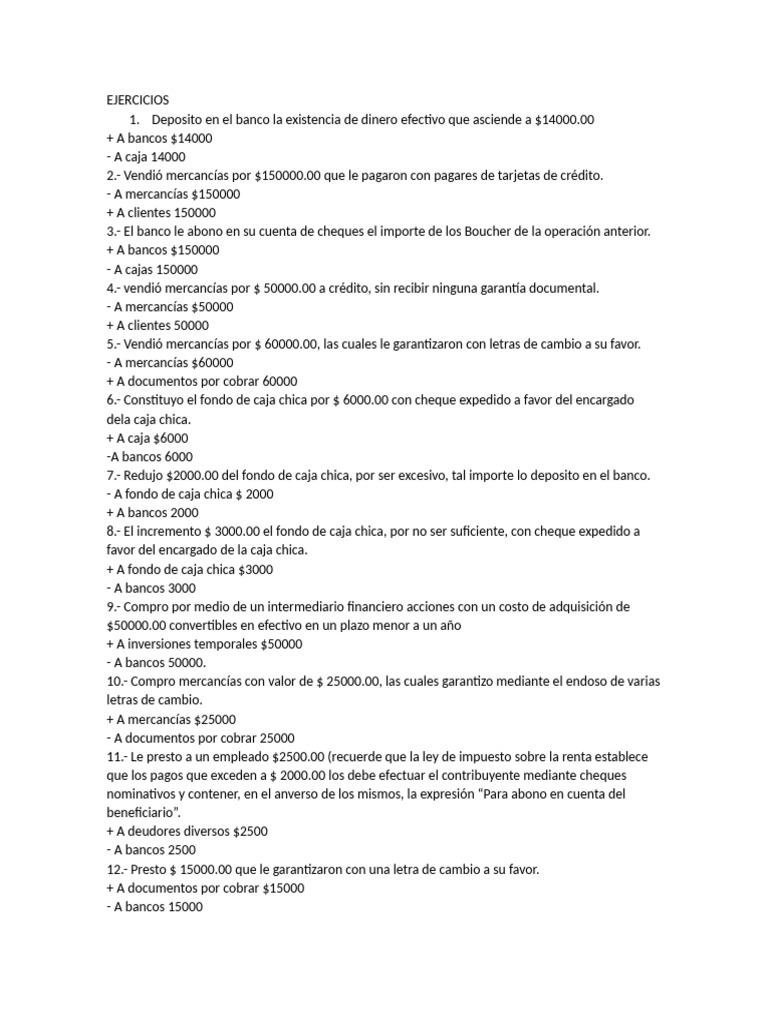 EJERCICIOS
1. Deposito en el banco la existencia de dinero efectivo que asciende a $14000.00
+ A bancos $14000
- A caja 14000
2.- Vendió mercancías por $150000.00 que le pagaron con pagares de tarjetas de crédito.
- A mercancías $150000
+ A clientes 150000
3.- El banco le abono en su cuenta de cheques el importe de los Boucher de la operación anterior.
+ A bancos $150000
- A cajas 150000
4.- vendió mercancías por $ 50000.00 a crédito, sin recibir ninguna garantía documental.
- A mercancías $50000
+ A clientes 50000
5.- Vendió mercancías por $ 60000.00, las cuales le garantizaron con letras de cambio a su favor.
- A mercancías $60000
+ A documentos por cobrar 60000
6.- Constituyo el fondo de caja chica por $ 6000.00 con cheque expedido a favor del encargado
dela caja chica.
+ A caja $6000
-A bancos 6000
7.- Redujo $2000.00 del fondo de caja chica, por ser excesivo, tal importe lo deposito en el banco.
- A fondo de caja chica $ 2000
+ A bancos 2000
8.- El incremento $ 3000.00 el fondo de caja chica, por no ser suficiente, con cheque expedido a
favor del encargado de la caja chica.
+ A fondo de caja chica $3000
- A bancos 3000
9.- Compro por medio de un intermediario financiero acciones con un costo de adquisición de
$50000.00 convertibles en efectivo en un plazo menor a un año
+ A inversiones temporales $50000
- A bancos 50000.
10.- Compro mercancías con valor de $ 25000.00, las cuales garantizo mediante el endoso de varias
letras de cambio.
+ A mercancías $25000
- A documentos por cobrar 25000
11.- Le presto a un empleado $2500.00 (recuerde que la ley de impuesto sobre la renta establece
que los pagos que exceden a $ 2000.00 los debe efectuar el contribuyente mediante cheques
nominativos y contener, en el anverso de los mismos, la expresión “Para abono en cuenta del
beneficiario”.
+ A deudores diversos $2500
- A bancos 2500
12.- Presto $ 15000.00 que le garantizaron con una letra de cambio a su favor.
+ A documentos por cobrar $15000
- A bancos 15000